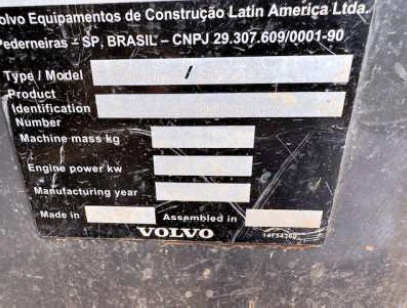 olvo Equipamentos de Construção Latin America Ltda.
Pederneiras – SP, BRASIL – CNPJ 29.307.609/0001-90
Type / Model /
Product
Identification
Number
Machine mass kg
Engine power kw
Manufacturing year
Made in Assembled in
VOLVO